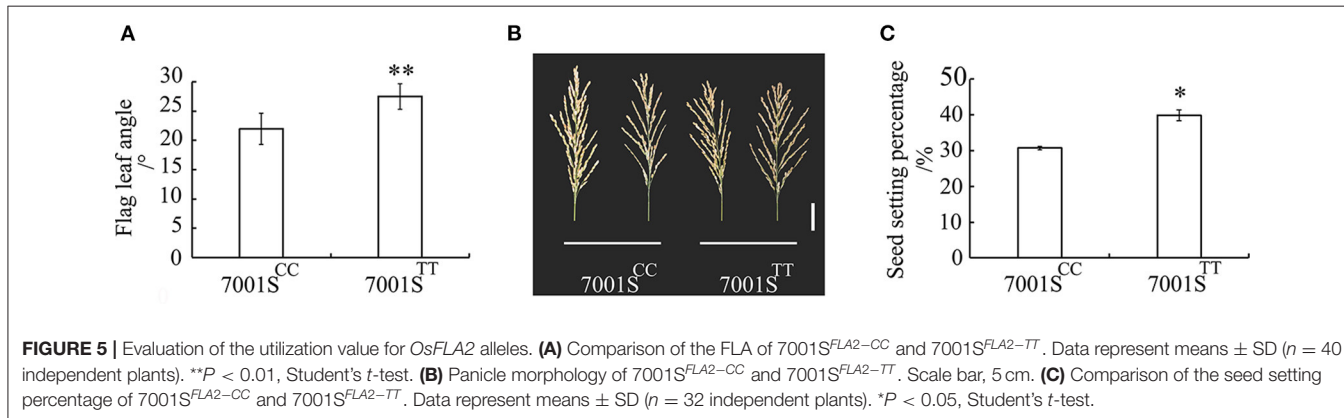 A
Flag leaf angle
/°
30
25
20
15
10
5
0
**
7001S^CC
7001S^TT
B
7001S^CC
7001S^TT
C
Seed setting percentage
/%
50
40
30
20
10
0
*
7001S^CC
7001S^TT
FIGURE 5 | Evaluation of the utilization value for OsFLA2 alleles. (A) Comparison of the FLA of 7001S^FLA2−CC and 7001S^FLA2−TT. Data represent means ± SD (n = 40
independent plants). **P < 0.01, Student's t-test. (B) Panicle morphology of 7001S^FLA2−CC and 7001S^FLA2−TT. Scale bar, 5 cm. (C) Comparison of the seed setting
percentage of 7001S^FLA2−CC and 7001S^FLA2−TT. Data represent means ± SD (n = 32 independent plants). *P < 0.05, Student's t-test.